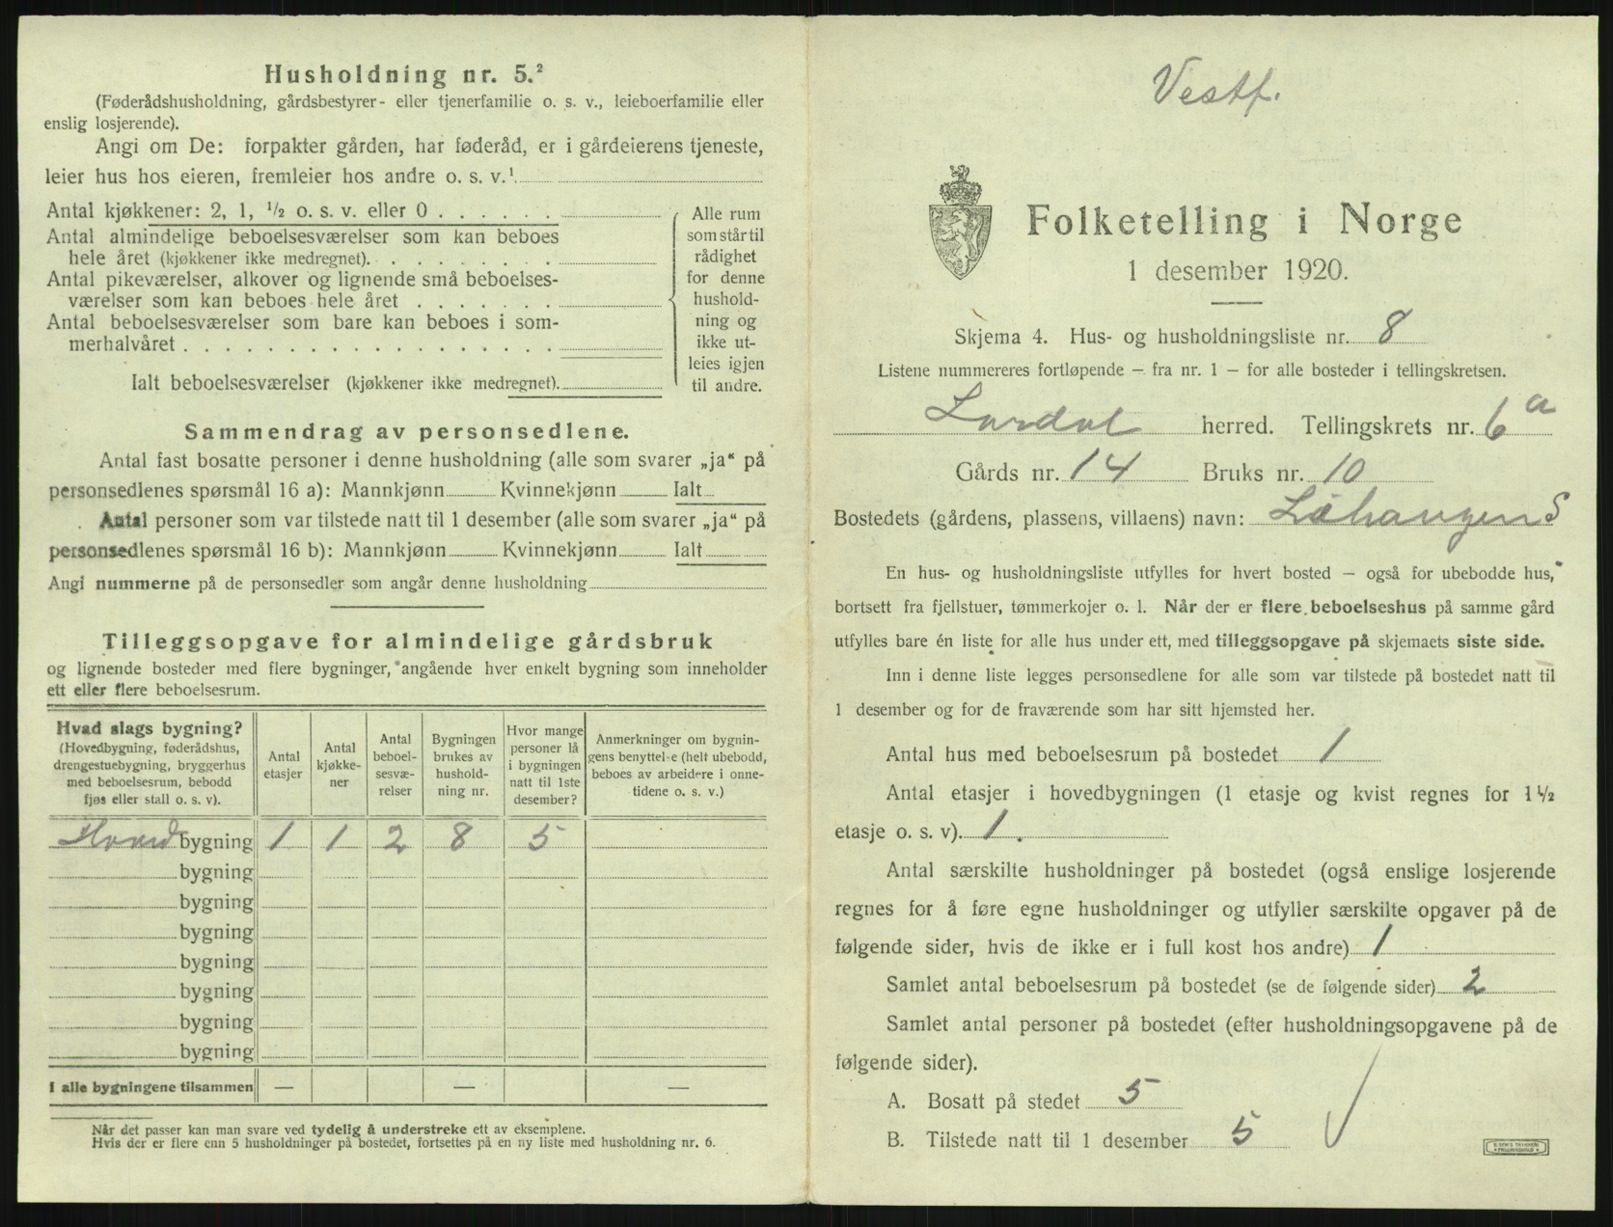 Husholdning nr. 5.²
(Føderådshusholdning, gårdsbestyrer- eller tjenerfamilie o. s. v., leieboerfamilie eller
enslig losjerende).
Angi om De: forpakter gården, har føderåd, er i gårdeierens tjeneste,
leier hus hos eieren, fremleier hos andre o. s. v.¹
Antal kjøkkener: 2, 1, ½ o. s. v. eller 0 . . . . . .
Antal almindelige beboelsesværelser som kan beboes
hele året (kjøkkener ikke medregnet). . . . . . . . .
Antal pikeværelser, alkover og lignende små beboelses-
værelser som kan beboes hele året . . . . . . .
Antal beboelsesværelser som bare kan beboes i som-
merhalvåret . . . . . . . . . . . . . . . . . .
Ialt beboelsesværelser (kjøkkener ikke medregnet).
Alle rum
som står til
rådighet
for denne
hushold-
ning og
ikke ut-
leies igjen
til andre.
Sammendrag av personsedlene.
Antal fast bosatte personer i denne husholdning (alle som svarer „ja“ på
personsedlenes spørsmål 16 a): Mannkjønn Kvinnekjønn Ialt
Antal personer som var tilstede natt til 1 desember (alle som svarer „ja“ på
personsedlenes spørsmål 16 b): Mannkjønn Kvinnekjønn Ialt
Angi nummerne på de personsedler som angår denne husholdning
Tilleggsopgave for almindelige gårdsbruk
og lignende bosteder med flere bygninger, angående hver enkelt bygning som inneholder
ett eller flere beboelsesrum.
Hvad slags bygning?
(Hovedbygning, føderådshus,
drengestuebygning, bryggerhus
med beboelsesrum, bebodd
fjøs eller stall o. s. v).
Antal
etasjer
Antal
kjøkke-
ner
Antal
beboel-
sesvæ-
relser
Bygningen
brukes av
hushold-
ning nr.
Hvor mange
personer lå
i bygningen
natt til 1ste
desember?
Anmerkninger om bygnin-
gens benyttelse (helt ubebodd,
beboes av arbeidere i onne-
tidene o. s. v.)
Hovedbygning 1 1 2 8 5
bygning
bygning
bygning
bygning
bygning
bygning
bygning
I alle bygningene tilsammen — — —
Når det passer kan man svare ved tydelig å understreke ett av eksemplene.
Hvis der er flere enn 5 husholdninger på bostedet, fortsettes på en ny liste med husholdning nr. 6.
Vestf.
Folketelling i Norge
1 desember 1920.
Skjema 4. Hus- og husholdningsliste nr. 8
Listene nummereres fortløpende — fra nr. 1 — for alle bosteder i tellingskretsen.
Lardal herred. Tellingskrets nr. 6 a
Gårds nr. 14 Bruks nr. 10
Bostedets (gårdens, plassens, villaens) navn:
En hus- og husholdningsliste utfylles for hvert bosted — også for ubebodde hus,
bortsett fra fjellstuer, tømmerkojer o. l. Når der er flere beboelseshus på samme gård
utfylles bare én liste for alle hus under ett, med tilleggsopgave på skjemaets siste side.
Inn i denne liste legges personsedlene for alle som var tilstede på bostedet natt til
1 desember og for de fraværende som har sitt hjemsted her.
Antal hus med beboelsesrum på bostedet 1
Antal etasjer i hovedbygningen (1 etasje og kvist regnes for 1 ½
etasje o. s. v). 1.
Antal særskilte husholdninger på bostedet (også enslige losjerende
regnes for å føre egne husholdninger og utfyller særskilte opgaver på de
følgende sider, hvis de ikke er i full kost hos andre) 1
Samlet antal beboelsesrum på bostedet (se de følgende sider) 2
Samlet antal personer på bostedet (efter husholdningsopgavene på de
følgende sider).
A. Bosatt på stedet 5
B. Tilstede natt til 1 desember 5